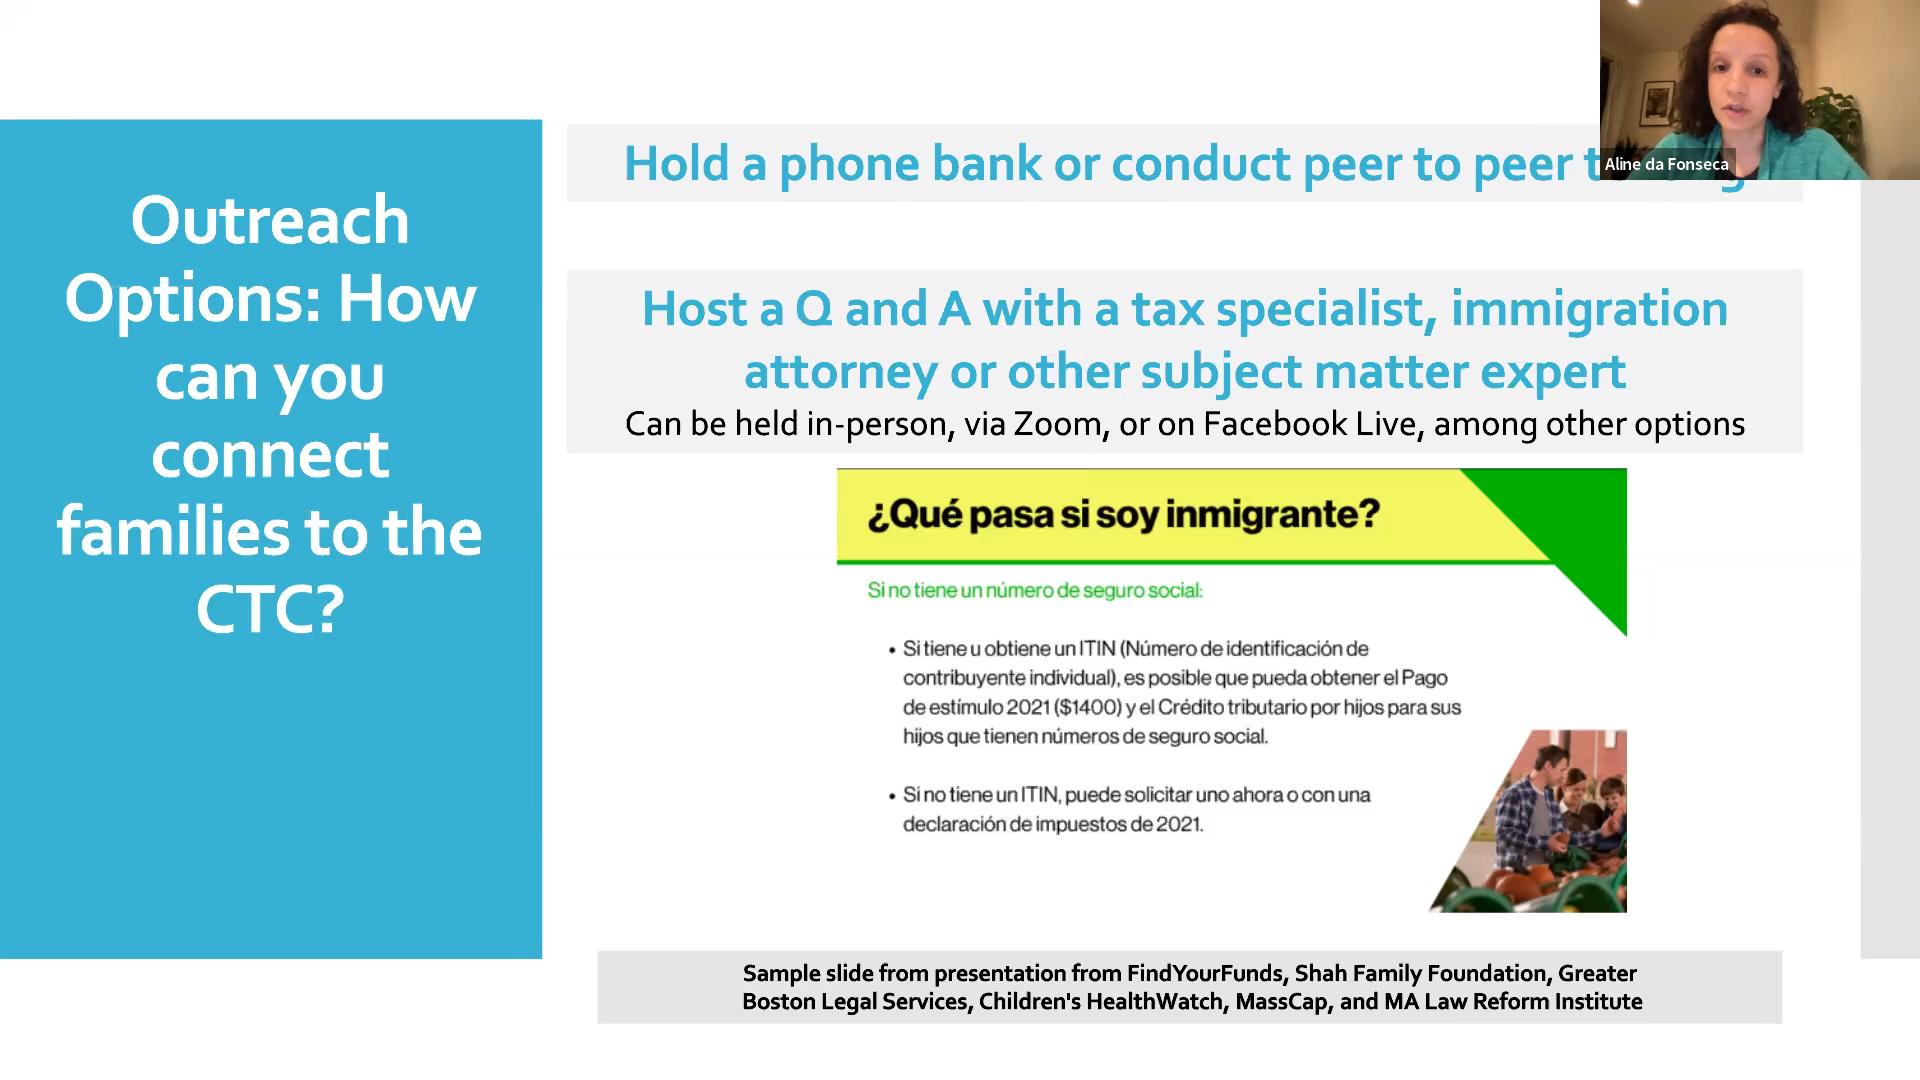 Outreach
Options: How
can you
connect
families to the
CTC?
Hold a phone bank or conduct peer to peer
Aline da Fonseca
Host a Q and A with a tax specialist, immigration
attorney or other subject matter expert
Can be held in-person, via Zoom, or on Facebook Live, among other options
¿Qué pasa si soy inmigrante?
Si no tiene un número de seguro social:
• Si tiene u obtiene un ITIN (Número de identificación de
contribuyente individual), es posible que pueda obtener el Pago
de estímulo 2021 ($1400) y el Crédito tributario por hijos para sus
hijos que tienen números de seguro social.
• Si no tiene un ITIN, puede solicitar uno ahora o con una
declaración de impuestos de 2021.
Sample slide from presentation from FindYourFunds, Shah Family Foundation, Greater
Boston Legal Services, Children's HealthWatch, MassCap, and MA Law Reform Institute